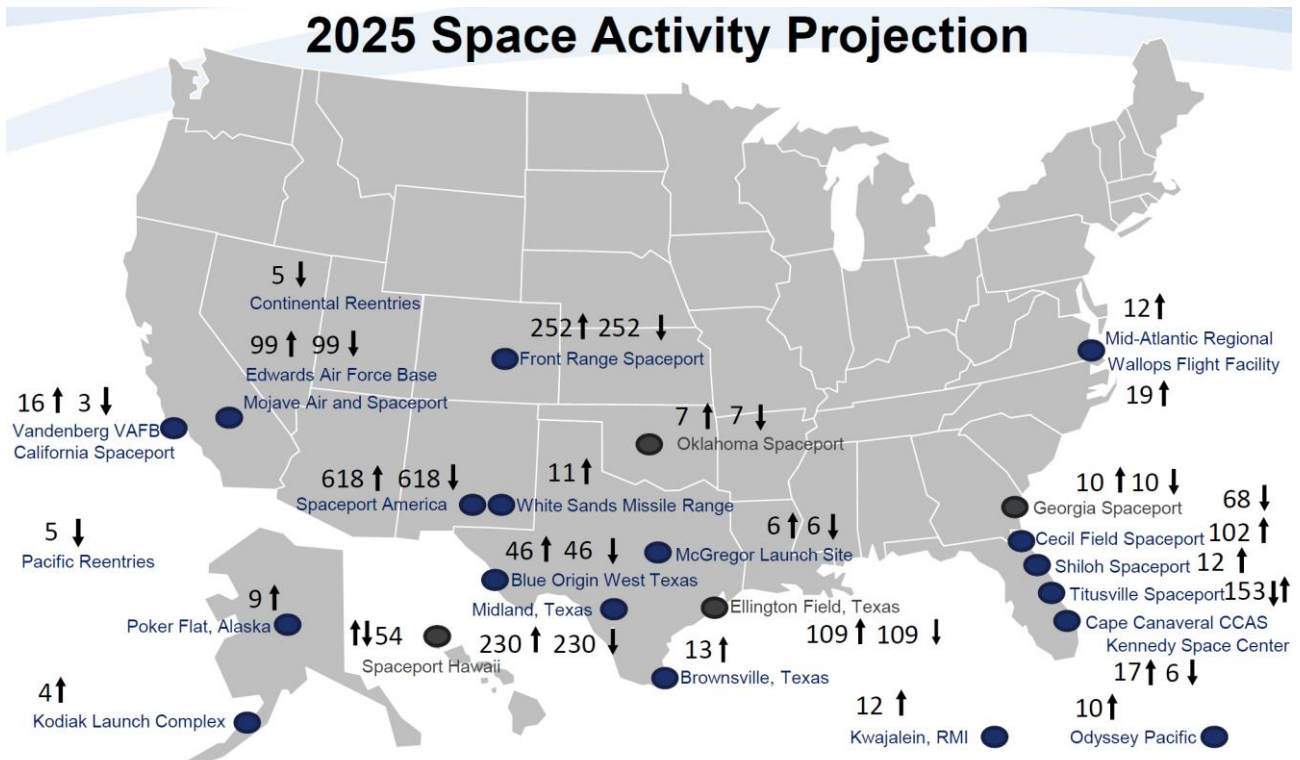 2025 Space Activity Projection
5 ↓
Continental Reentries
99 ↑ 99 ↓
Edwards Air Force Base
Mojave Air and Spaceport
16 ↑ 3 ↓
Vandenberg VAFB
California Spaceport
252 ↑ 252 ↓
Front Range Spaceport
12 ↑
Mid-Atlantic Regional
Wallops Flight Facility
19 ↑
7 ↑ 7 ↓
Oklahoma Spaceport
618 ↑ 618 ↓
Spaceport America
11 ↑
White Sands Missile Range
10 ↑ 10 ↓
Georgia Spaceport
68 ↓
Cecil Field Spaceport 102 ↑
Shiloh Spaceport 12 ↑
Titusville Spaceport 153 ↓↑
Cape Canaveral CCAS
Kennedy Space Center
17 ↑ 6 ↓
6 ↑ 6 ↓
McGregor Launch Site
46 ↑ 46 ↓
Blue Origin West Texas
Midland, Texas
230 ↑ 230 ↓
Ellington Field, Texas
109 ↑ 109 ↓
13 ↑
Brownsville, Texas
5 ↓
Pacific Reentries
9 ↑
Poker Flat, Alaska
↑↓ 54
Spaceport Hawaii
4 ↑
Kodiak Launch Complex
12 ↑
Kwajalein, RMI
10 ↑
Odyssey Pacific